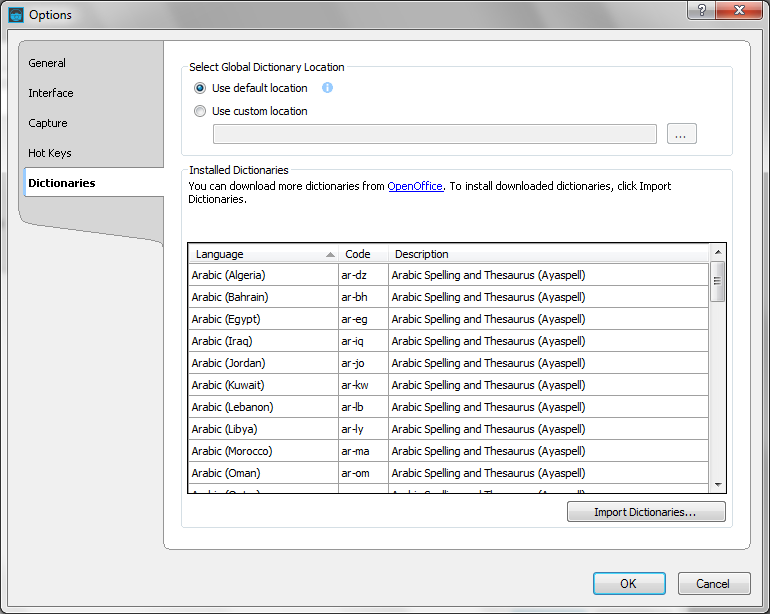 Options
General
Interface
Capture
Hot Keys
Dictionaries
Select Global Dictionary Location
Use default location
Use custom location
...
Installed Dictionaries
You can download more dictionaries from OpenOffice. To install downloaded dictionaries, click Import
Dictionaries.
Language Code Description
Arabic (Algeria) ar-dz Arabic Spelling and Thesaurus (Ayaspell)
Arabic (Bahrain) ar-bh Arabic Spelling and Thesaurus (Ayaspell)
Arabic (Egypt) ar-eg Arabic Spelling and Thesaurus (Ayaspell)
Arabic (Iraq) ar-iq Arabic Spelling and Thesaurus (Ayaspell)
Arabic (Jordan) ar-jo Arabic Spelling and Thesaurus (Ayaspell)
Arabic (Kuwait) ar-kw Arabic Spelling and Thesaurus (Ayaspell)
Arabic (Lebanon) ar-lb Arabic Spelling and Thesaurus (Ayaspell)
Arabic (Libya) ar-ly Arabic Spelling and Thesaurus (Ayaspell)
Arabic (Morocco) ar-ma Arabic Spelling and Thesaurus (Ayaspell)
Arabic (Oman) ar-om Arabic Spelling and Thesaurus (Ayaspell)
Import Dictionaries...
OK Cancel